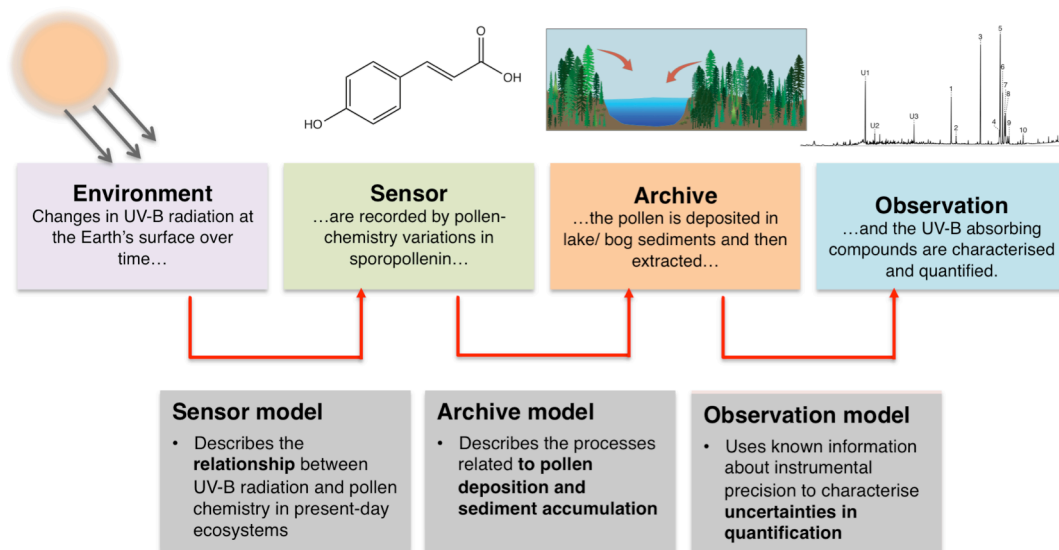 O
OH
HO
U1
U2
U3
1
2
3
4
5
6
7
8
9
10
Environment
Changes in UV-B radiation at
the Earth’s surface over
time…
Sensor
…are recorded by pollen-
chemistry variations in
sporopollenin…
Archive
…the pollen is deposited in
lake/ bog sediments and then
extracted…
Observation
…and the UV-B absorbing
compounds are characterised
and quantified.
Sensor model
• Describes the
relationship between
UV-B radiation and pollen
chemistry in present-day
ecosystems
Archive model
• Describes the processes
related to pollen
deposition and
sediment accumulation
Observation model
• Uses known information
about instrumental
precision to characterise
uncertainties in
quantification